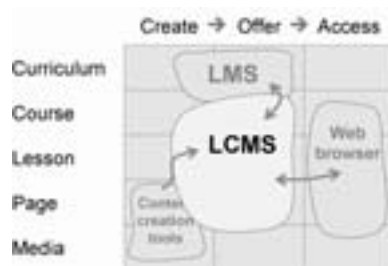 Create → Offer → Access
Curriculum
LMS
Course
LCMS
Web
browser
Lesson
Page
Content
creation
tools
Media